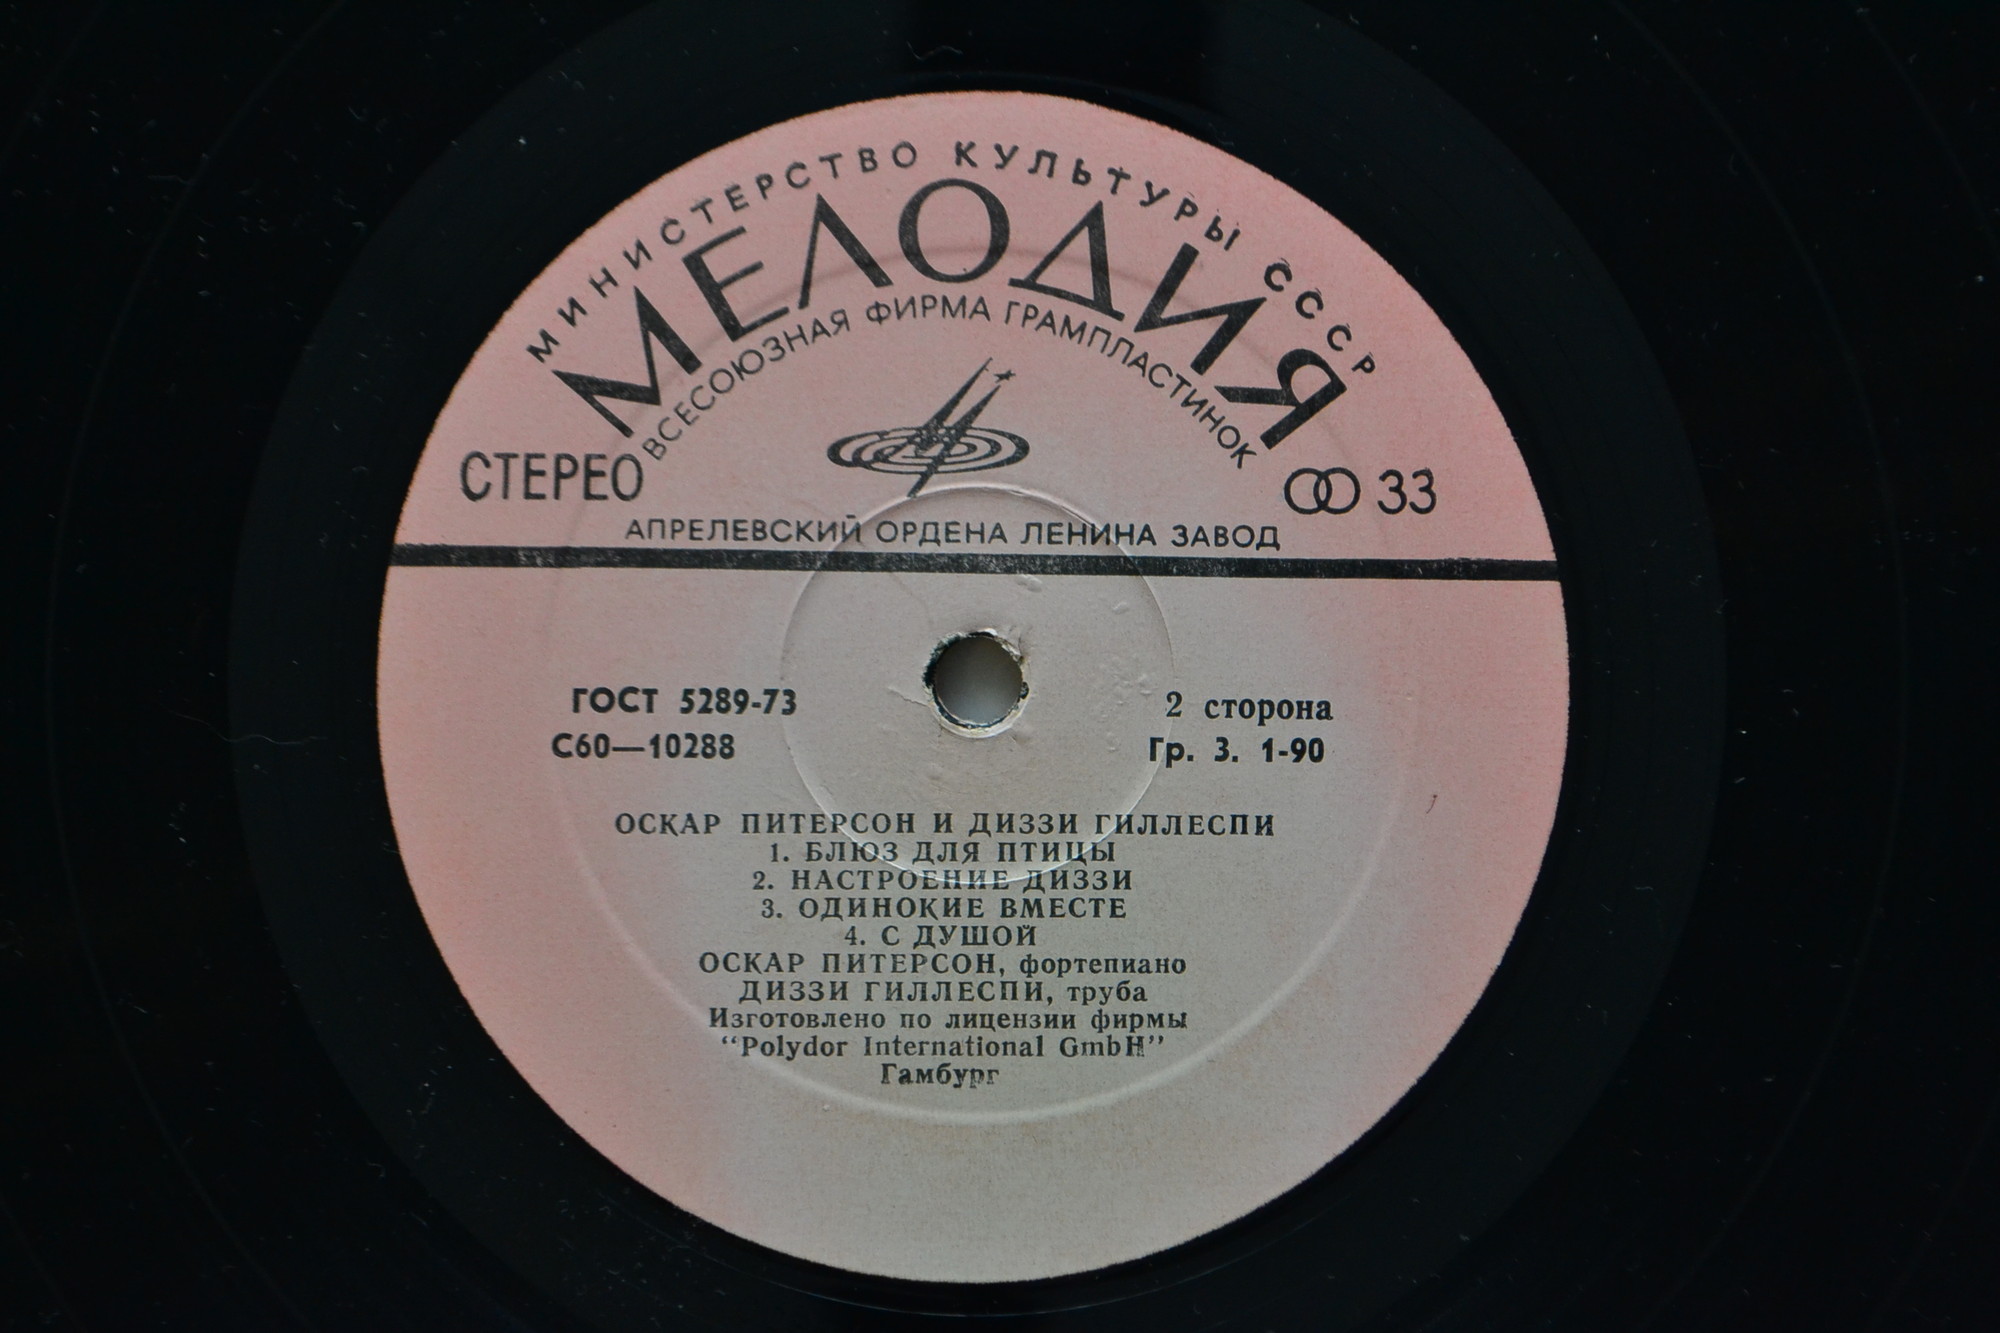 МИНИСТЕРСТВО КУЛЬТУРЫ СССР
МЕЛОДИЯ
ВСЕСОЮЗНАЯ ФИРМА ГРАМПЛАСТИНОК
СТЕРЕО
33
АПРЕЛЕВСКИЙ ОРДЕНА ЛЕНИНА ЗАВОД
ГОСТ 5289-73
2 сторона
С60—10288
Гр. 3. 1-90
ОСКАР ПИТЕРСОН И ДИЗЗИ ГИЛЛЕСПИ
1. БЛЮЗ ДЛЯ ПТИЦЫ
2. НАСТРОЕНИЕ ДИЗЗИ
3. ОДИНОКИЕ ВМЕСТЕ
4. С ДУШОЙ
ОСКАР ПИТЕРСОН, фортепиано
ДИЗЗИ ГИЛЛЕСПИ, труба
Изготовлено по лицензии фирмы
“Polydor International GmbH”
Гамбург